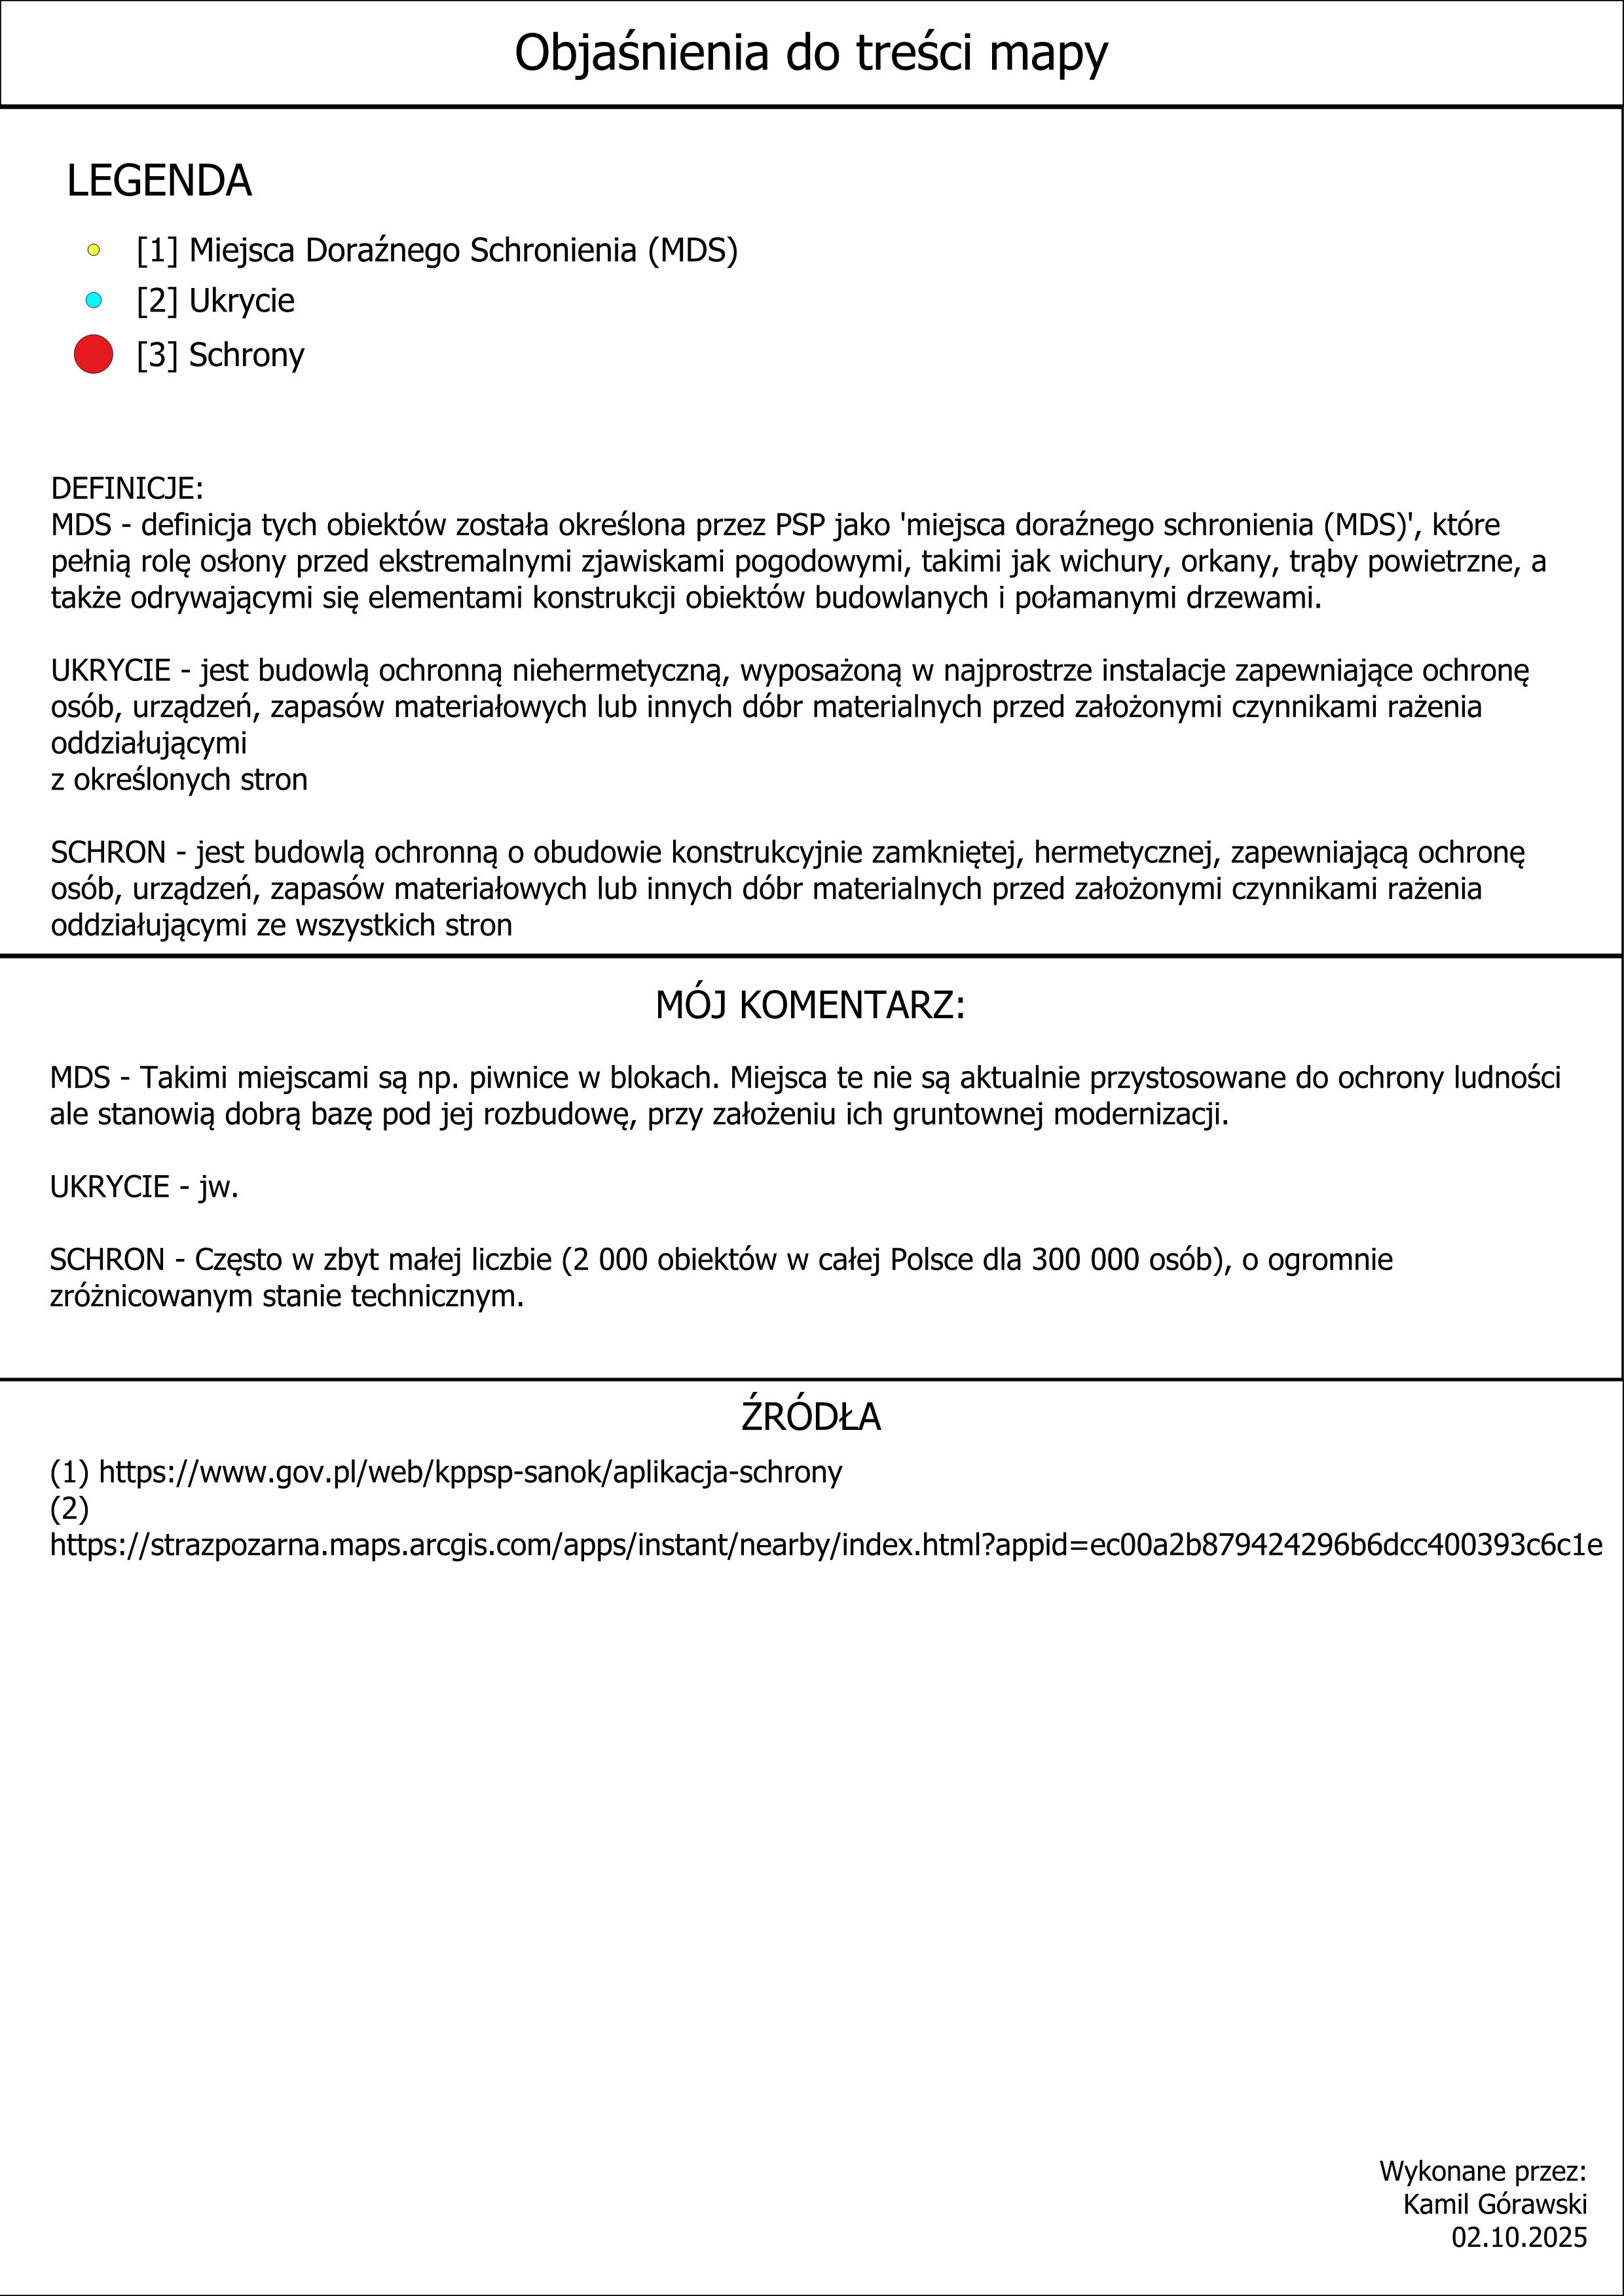 Objaśnienia do treści mapy
LEGENDA
[1] Miejsca Doraźnego Schronienia (MDS)
[2] Ukrycie
[3] Schrony
DEFINICJE:
MDS - definicja tych obiektów została określona przez PSP jako 'miejsca doraźnego schronienia (MDS)', które
pełnią rolę osłony przed ekstremalnymi zjawiskami pogodowymi, takimi jak wichury, orkany, trąby powietrzne, a
także odrywającymi się elementami konstrukcji obiektów budowlanych i połamanymi drzewami.
UKRYCIE - jest budowlą ochronną niehermetyczną, wyposażoną w najprostrze instalacje zapewniające ochronę
osób, urządzeń, zapasów materiałowych lub innych dóbr materialnych przed założonymi czynnikami rażenia
oddziałującymi
z określonych stron
SCHRON - jest budowlą ochronną o obudowie konstrukcyjnie zamkniętej, hermetycznej, zapewniającą ochronę
osób, urządzeń, zapasów materiałowych lub innych dóbr materialnych przed założonymi czynnikami rażenia
oddziałującymi ze wszystkich stron
MÓJ KOMENTARZ:
MDS - Takimi miejscami są np. piwnice w blokach. Miejsca te nie są aktualnie przystosowane do ochrony ludności
ale stanowią dobrą bazę pod jej rozbudowę, przy założeniu ich gruntownej modernizacji.
UKRYCIE - jw.
SCHRON - Często w zbyt małej liczbie (2 000 obiektów w całej Polsce dla 300 000 osób), o ogromnie
zróżnicowanym stanie technicznym.
ŹRÓDŁA
(1) https://www.gov.pl/web/kppsp-sanok/aplikacja-schrony
(2)
https://strazpozarna.maps.arcgis.com/apps/instant/nearby/index.html?appid=ec00a2b879424296b6dcc400393c6c1e
Wykonane przez:
Kamil Górawski
02.10.2025